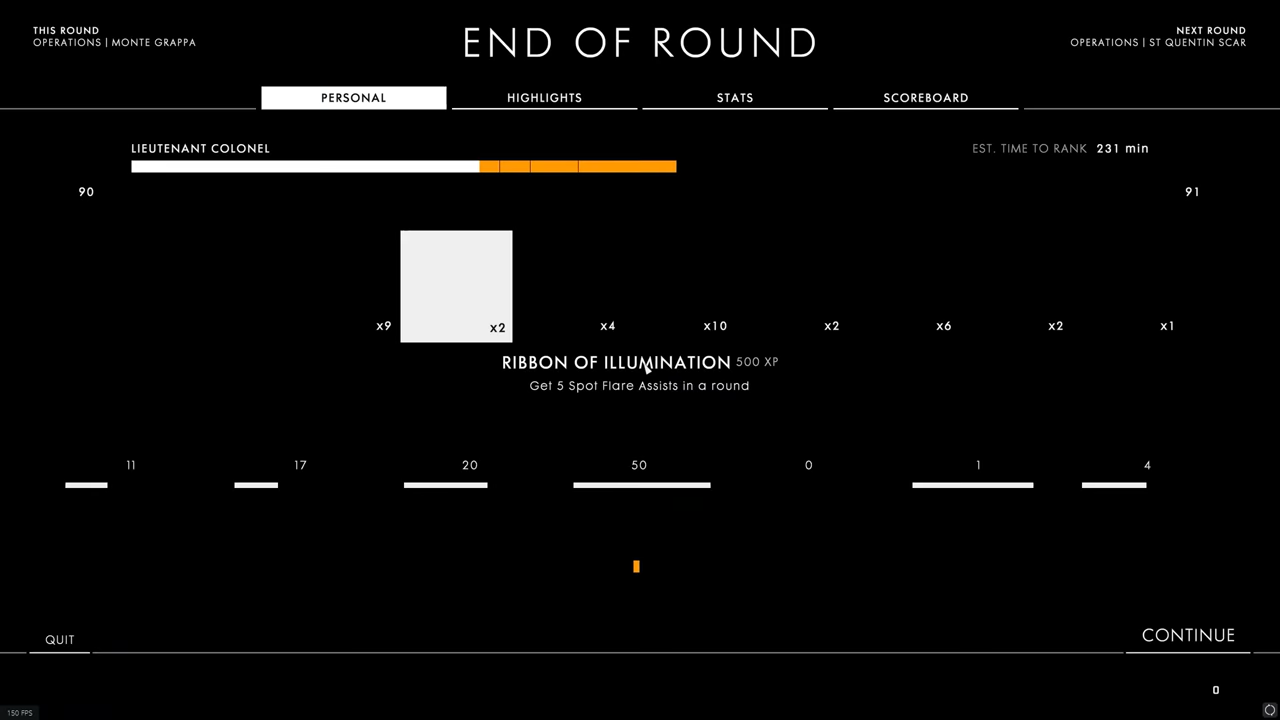 THIS ROUND
OPERATIONS | MONTE GRAPPA
END OF ROUND
NEXT ROUND
OPERATIONS | ST QUENTIN SCAR
PERSONAL
HIGHLIGHTS
STATS
SCOREBOARD
LIEUTENANT COLONEL
EST. TIME TO RANK 231 min
90
91
x9
x2
x4
x10
x2
x6
x2
x1
RIBBON OF ILLUMINATION 500 XP
Get 5 Spot Flare Assists in a round
11
17
20
50
0
1
4
QUIT
CONTINUE
0
150 FPS